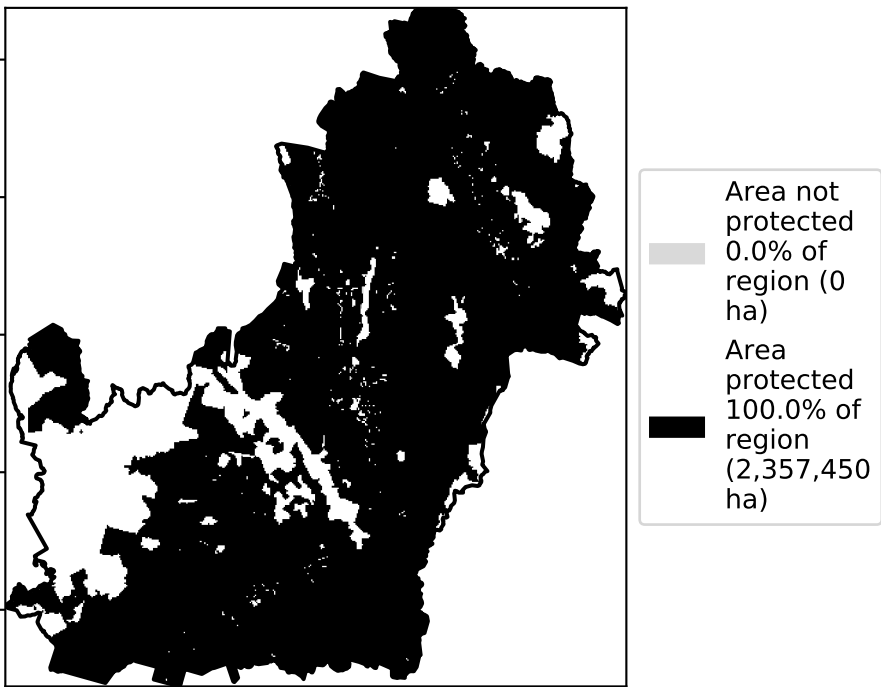 Area not
protected
0.0% of
region (0
ha)
Area
protected
100.0% of
region
(2,357,450
ha)